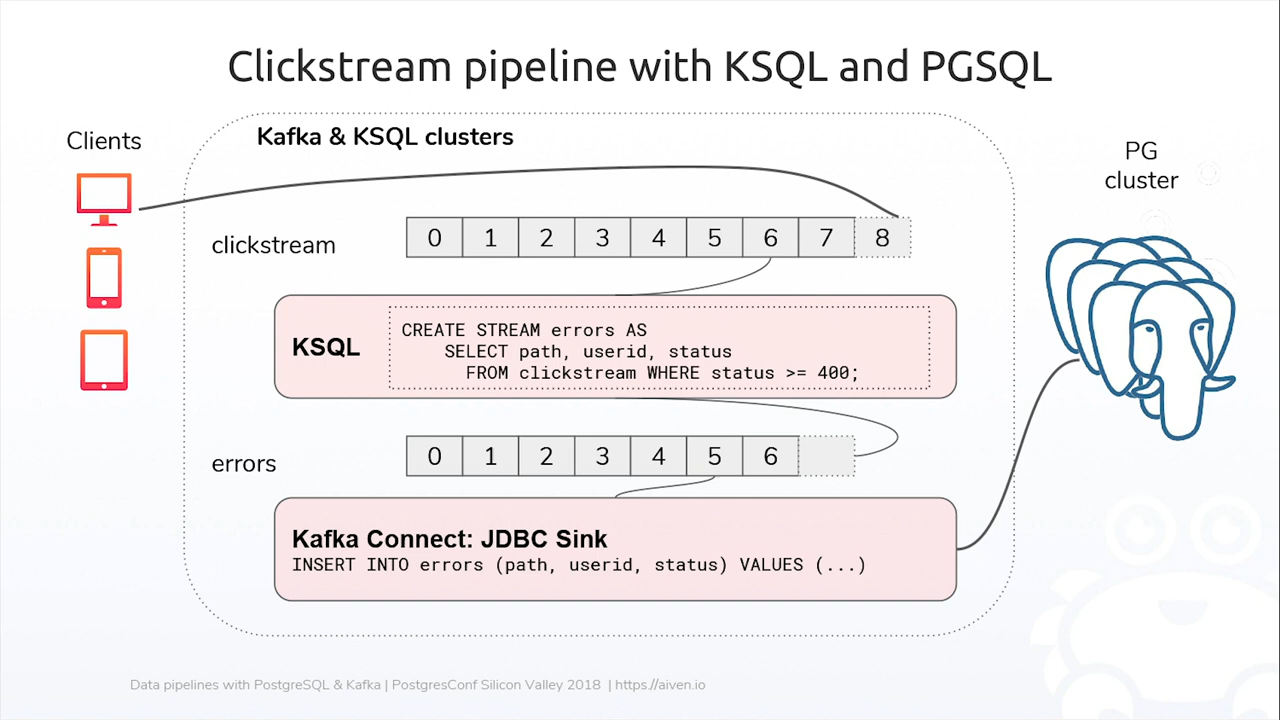 Clickstream pipeline with KSQL and PGSQL
Clients
Kafka & KSQL clusters
PG
cluster
clickstream
0 1 2 3 4 5 6 7 8
KSQL
CREATE STREAM errors AS
SELECT path, userid, status
FROM clickstream WHERE status >= 400;
errors
0 1 2 3 4 5 6
Kafka Connect: JDBC Sink
INSERT INTO errors (path, userid, status) VALUES (...)
Data pipelines with PostgreSQL & Kafka | PostgresConf Silicon Valley 2018 | https://aiven.io